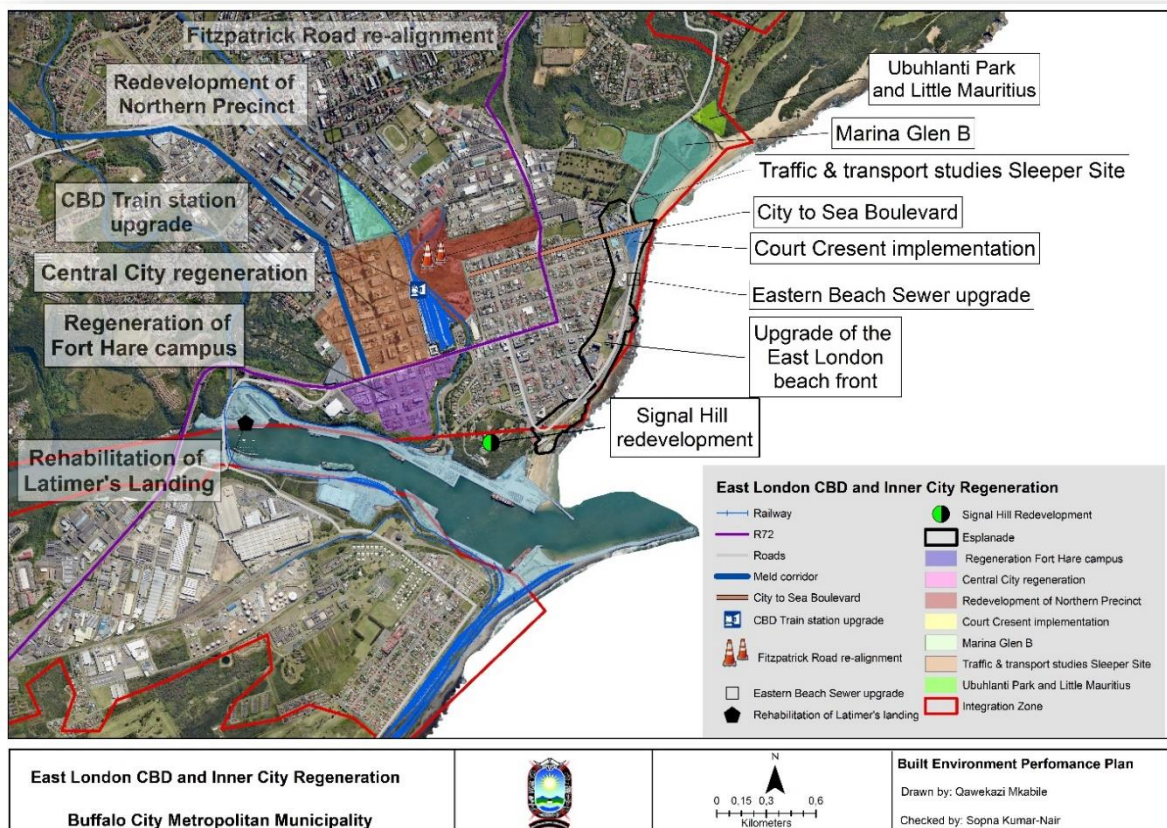 Fitzpatrick Road re-alignment
Redevelopment of
Northern Precinct
CBD Train station
upgrade
Central City regeneration
Regeneration of
Fort Hare campus
Rehabilitation of
Latimer's Landing
Ubuhlanti Park
and Little Mauritius
Marina Glen B
Traffic & transport studies Sleeper Site
City to Sea Boulevard
Court Cresent implementation
Eastern Beach Sewer upgrade
Upgrade of the
East London
beach front
Signal Hill
redevelopment
East London CBD and Inner City Regeneration
Railway
R72
Roads
Meld corridor
City to Sea Boulevard
CBD Train station upgrade
Fitzpatrick Road re-alignment
Eastern Beach Sewer upgrade
Rehabilitation of Latimer's landing
Signal Hill Redevelopment
Esplanade
Regeneration Fort Hare campus
Central City regeneration
Redevelopment of Northern Precinct
Court Cresent implementation
Marina Glen B
Traffic & transport studies Sleeper Site
Ubuhlanti Park and Little Mauritius
Integration Zone
East London CBD and Inner City Regeneration
Buffalo City Metropolitan Municipality
N
0 0,15 0,3 0,6
Kilometers
Built Environment Perfomance Plan
Drawn by: Qawekazi Mkabile
Checked by: Sopna Kumar-Nair